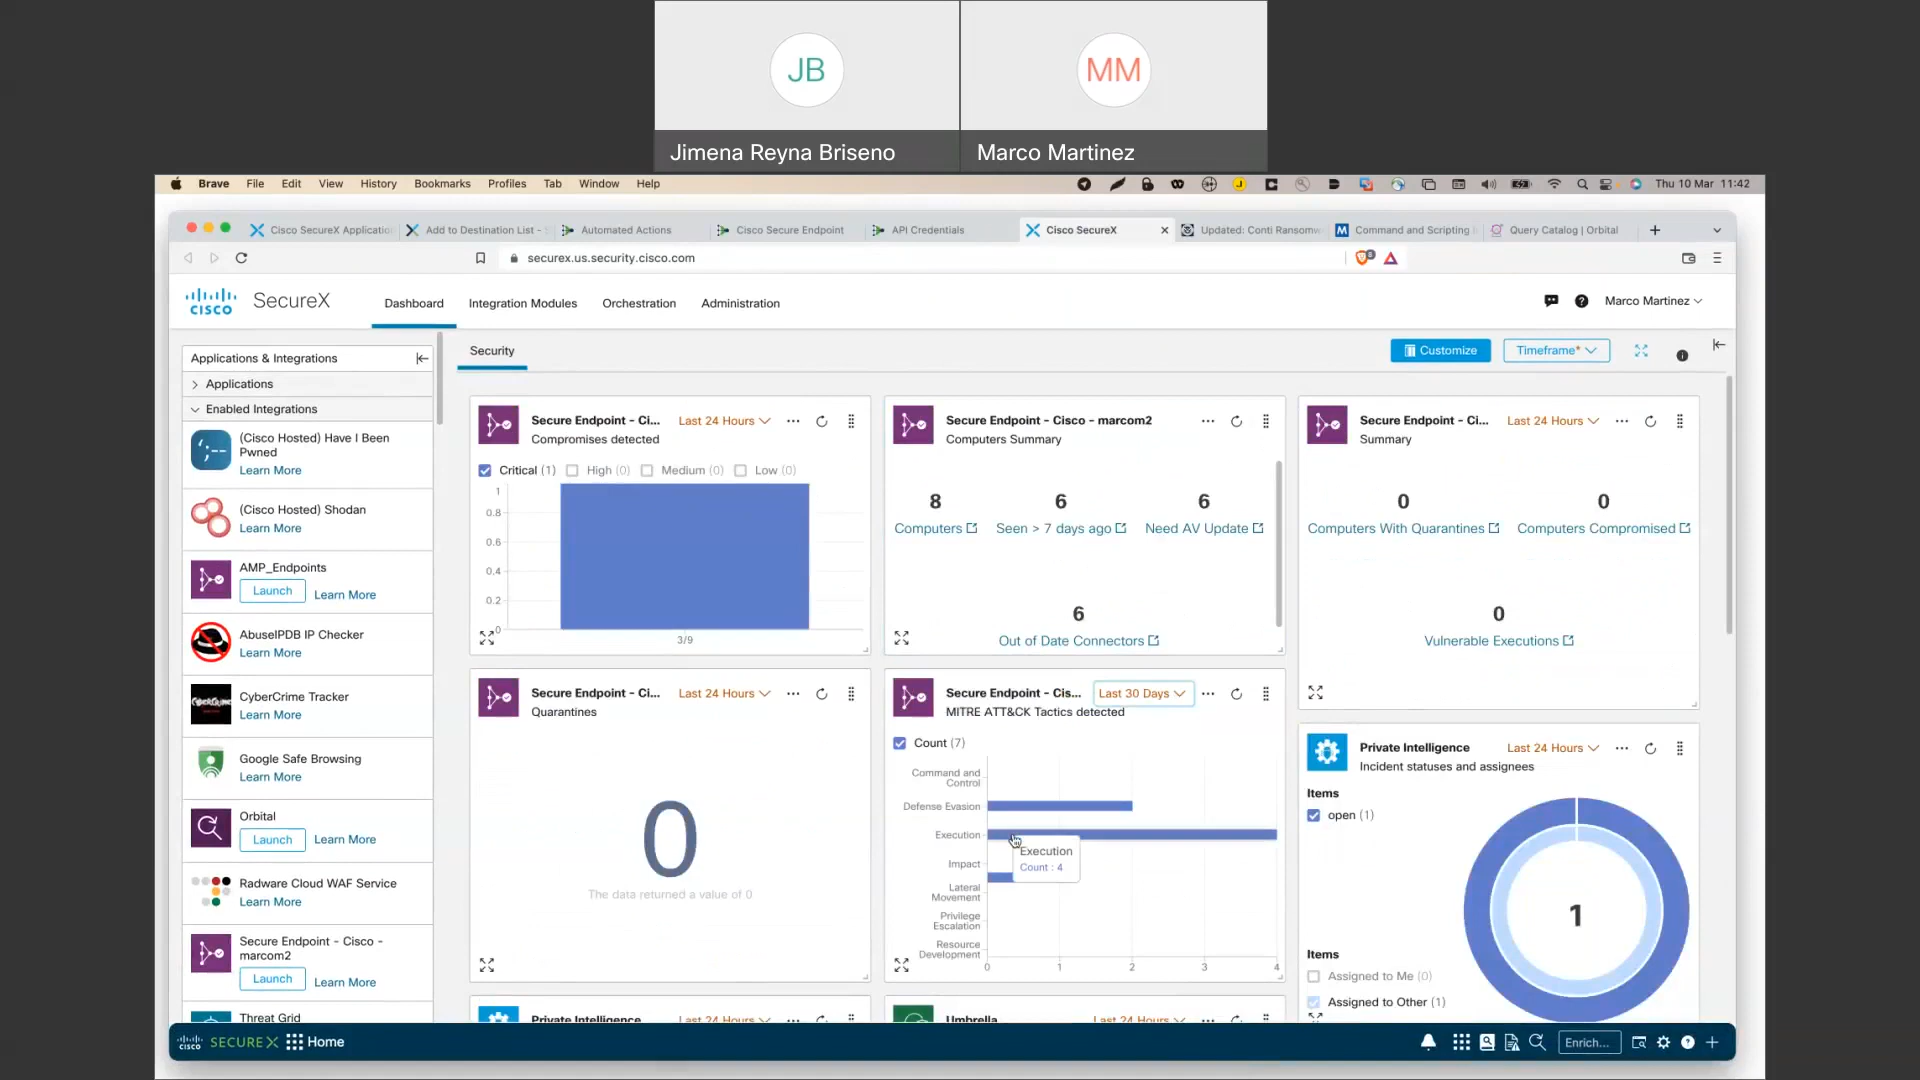 JB
MM
Jimena Reyna Briseno
Marco Martinez
Brave File Edit View History Bookmarks Profiles Tab Window Help
Thu 10 Mar 11:42
Cisco SecureX Applicatio
Add to Destination List -
Automated Actions
Cisco Secure Endpoint
API Credentials
Cisco SecureX
Updated: Conti Ransomw
Command and Scripting I
Query Catalog | Orbital
securex.us.security.cisco.com
CISCO
SecureX
Dashboard
Integration Modules
Orchestration
Administration
Marco Martinez
Applications & Integrations
Applications
Enabled Integrations
(Cisco Hosted) Have I Been
Pwned
Learn More
(Cisco Hosted) Shodan
Learn More
AMP_Endpoints
Launch
Learn More
AbuseIPDB IP Checker
Learn More
CyberCrime Tracker
Learn More
Google Safe Browsing
Learn More
Orbital
Launch
Learn More
Radware Cloud WAF Service
Learn More
Secure Endpoint - Cisco -
marcom2
Launch
Learn More
Threat Grid
Security
Customize
Timeframe*
Secure Endpoint - Ci...
Last 24 Hours
Compromises detected
Critical (1)
High (0)
Medium (0)
Low (0)
1
0.8
0.6
0.4
0.2
0
3/9
Secure Endpoint - Cisco - marcom2
Computers Summary
8
Computers
6
Seen > 7 days ago
6
Need AV Update
6
Out of Date Connectors
Secure Endpoint - Ci...
Last 24 Hours
Summary
0
Computers With Quarantines
0
Computers Compromised
0
Vulnerable Executions
Secure Endpoint - Ci...
Last 24 Hours
Quarantines
0
The data returned a value of 0
Secure Endpoint - Cis...
Last 30 Days
MITRE ATT&CK Tactics detected
Count (7)
Command and
Control
Defense Evasion
Execution
Impact
Lateral
Movement
Privilege
Escalation
Resource
Development
0 1 2 3 4
Execution
Count : 4
Private Intelligence
Last 24 Hours
Incident statuses and assignees
Items
open (1)
1
Items
Assigned to Me (0)
Assigned to Other (1)
Private Intelligence
Last 24 Hours
Umbrella
Last 24 Hours
CISCO
SECURE X
Home
Enrich...